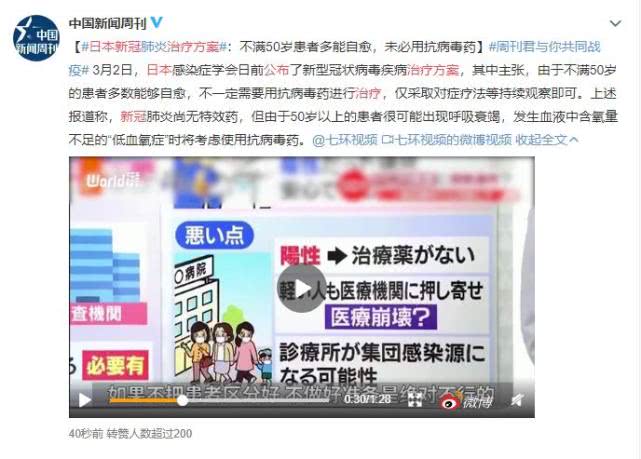 中国新闻周刊
中国
新闻周刊
【#日本新冠肺炎治疗方案#：不满50岁患者多能自愈，未必用抗病毒药】#周刊君与你共同战
疫# 3月2日，日本感染症学会日前公布了新型冠状病毒疾病治疗方案，其中主张，由于不满50岁
的患者多数能够自愈，不一定需要用抗病毒药进行治疗，仅采取对症疗法等持续观察即可。上述
报道称，新冠肺炎尚无特效药，但由于50岁以上的患者很可能出现呼吸衰竭，发生血液中含氧量
不足的“低血氧症”时将考虑使用抗病毒药。@七环视频 七环视频的微博视频 收起全文
World
悪い点
陽性 ➡ 治療薬がない
〇病院
軽い人も医療機関に押し寄せ
医療崩壊？
査機関
必要有
診療所が集団感染源に
なる可能性
如果不把患者区分好 不做好准备是绝对不行的
0:30/1:28
微博
40秒前 转赞人数超过200